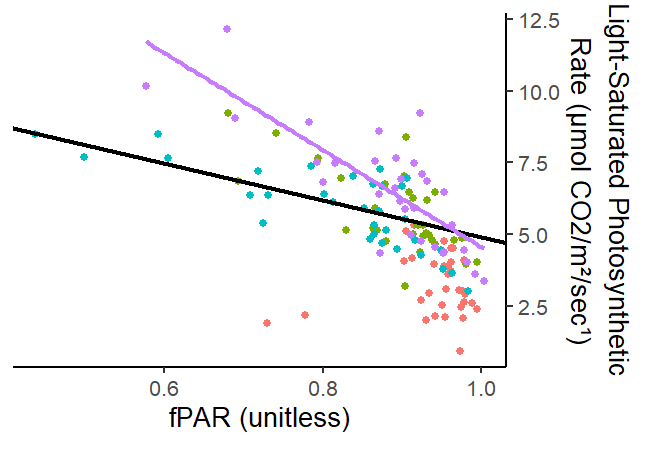 12.5
10.0
7.5
5.0
2.5
Light-Saturated Photosynthetic
Rate (μmol CO2/m²/sec¹)
0.6 0.8 1.0
fPAR (unitless)